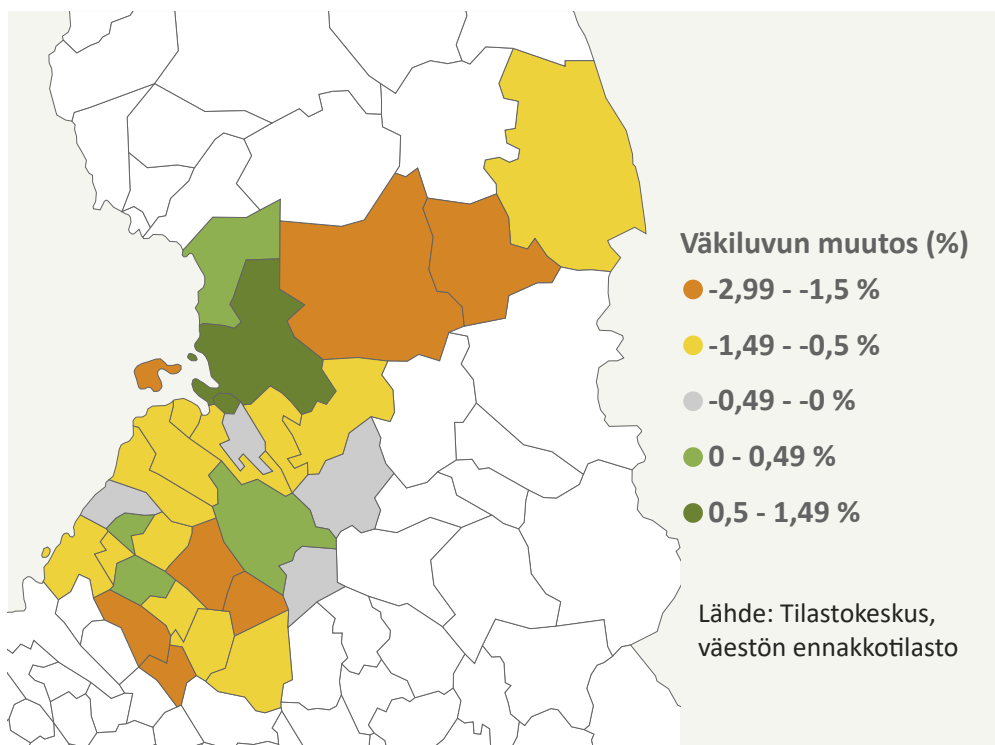 Väkiluvun muutos (%)
-2,99 - -1,5 %
-1,49 - -0,5 %
-0,49 - -0 %
0 - 0,49 %
0,5 - 1,49 %
Lähde: Tilastokeskus,
väestön ennakkotilasto